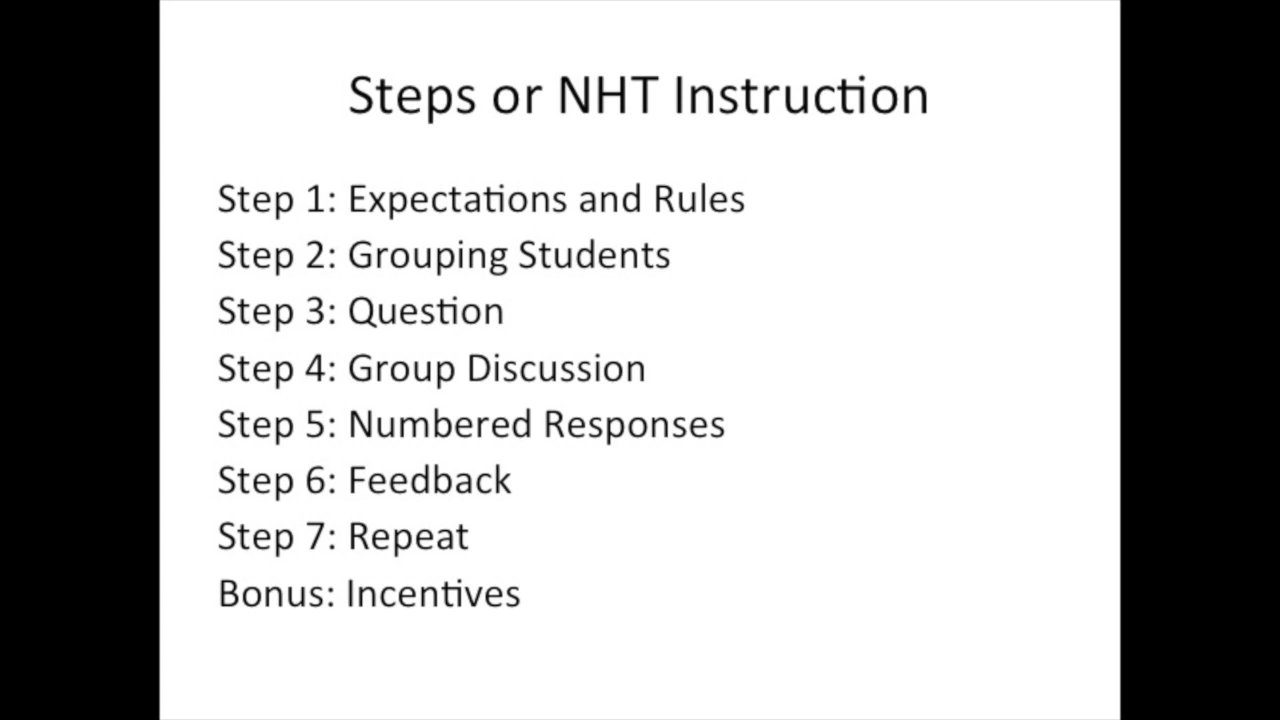 Steps or NHT Instruction
Step 1: Expectations and Rules
Step 2: Grouping Students
Step 3: Question
Step 4: Group Discussion
Step 5: Numbered Responses
Step 6: Feedback
Step 7: Repeat
Bonus: Incentives